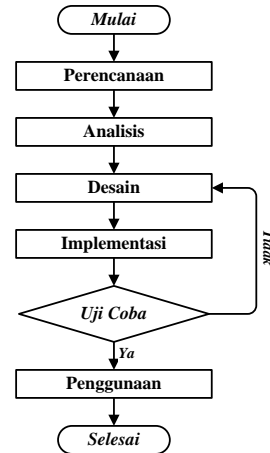 Mulai
Perencanaan
Analisis
Desain
Implementasi
Tidak
Uji Coba
Ya
Penggunaan
Selesai